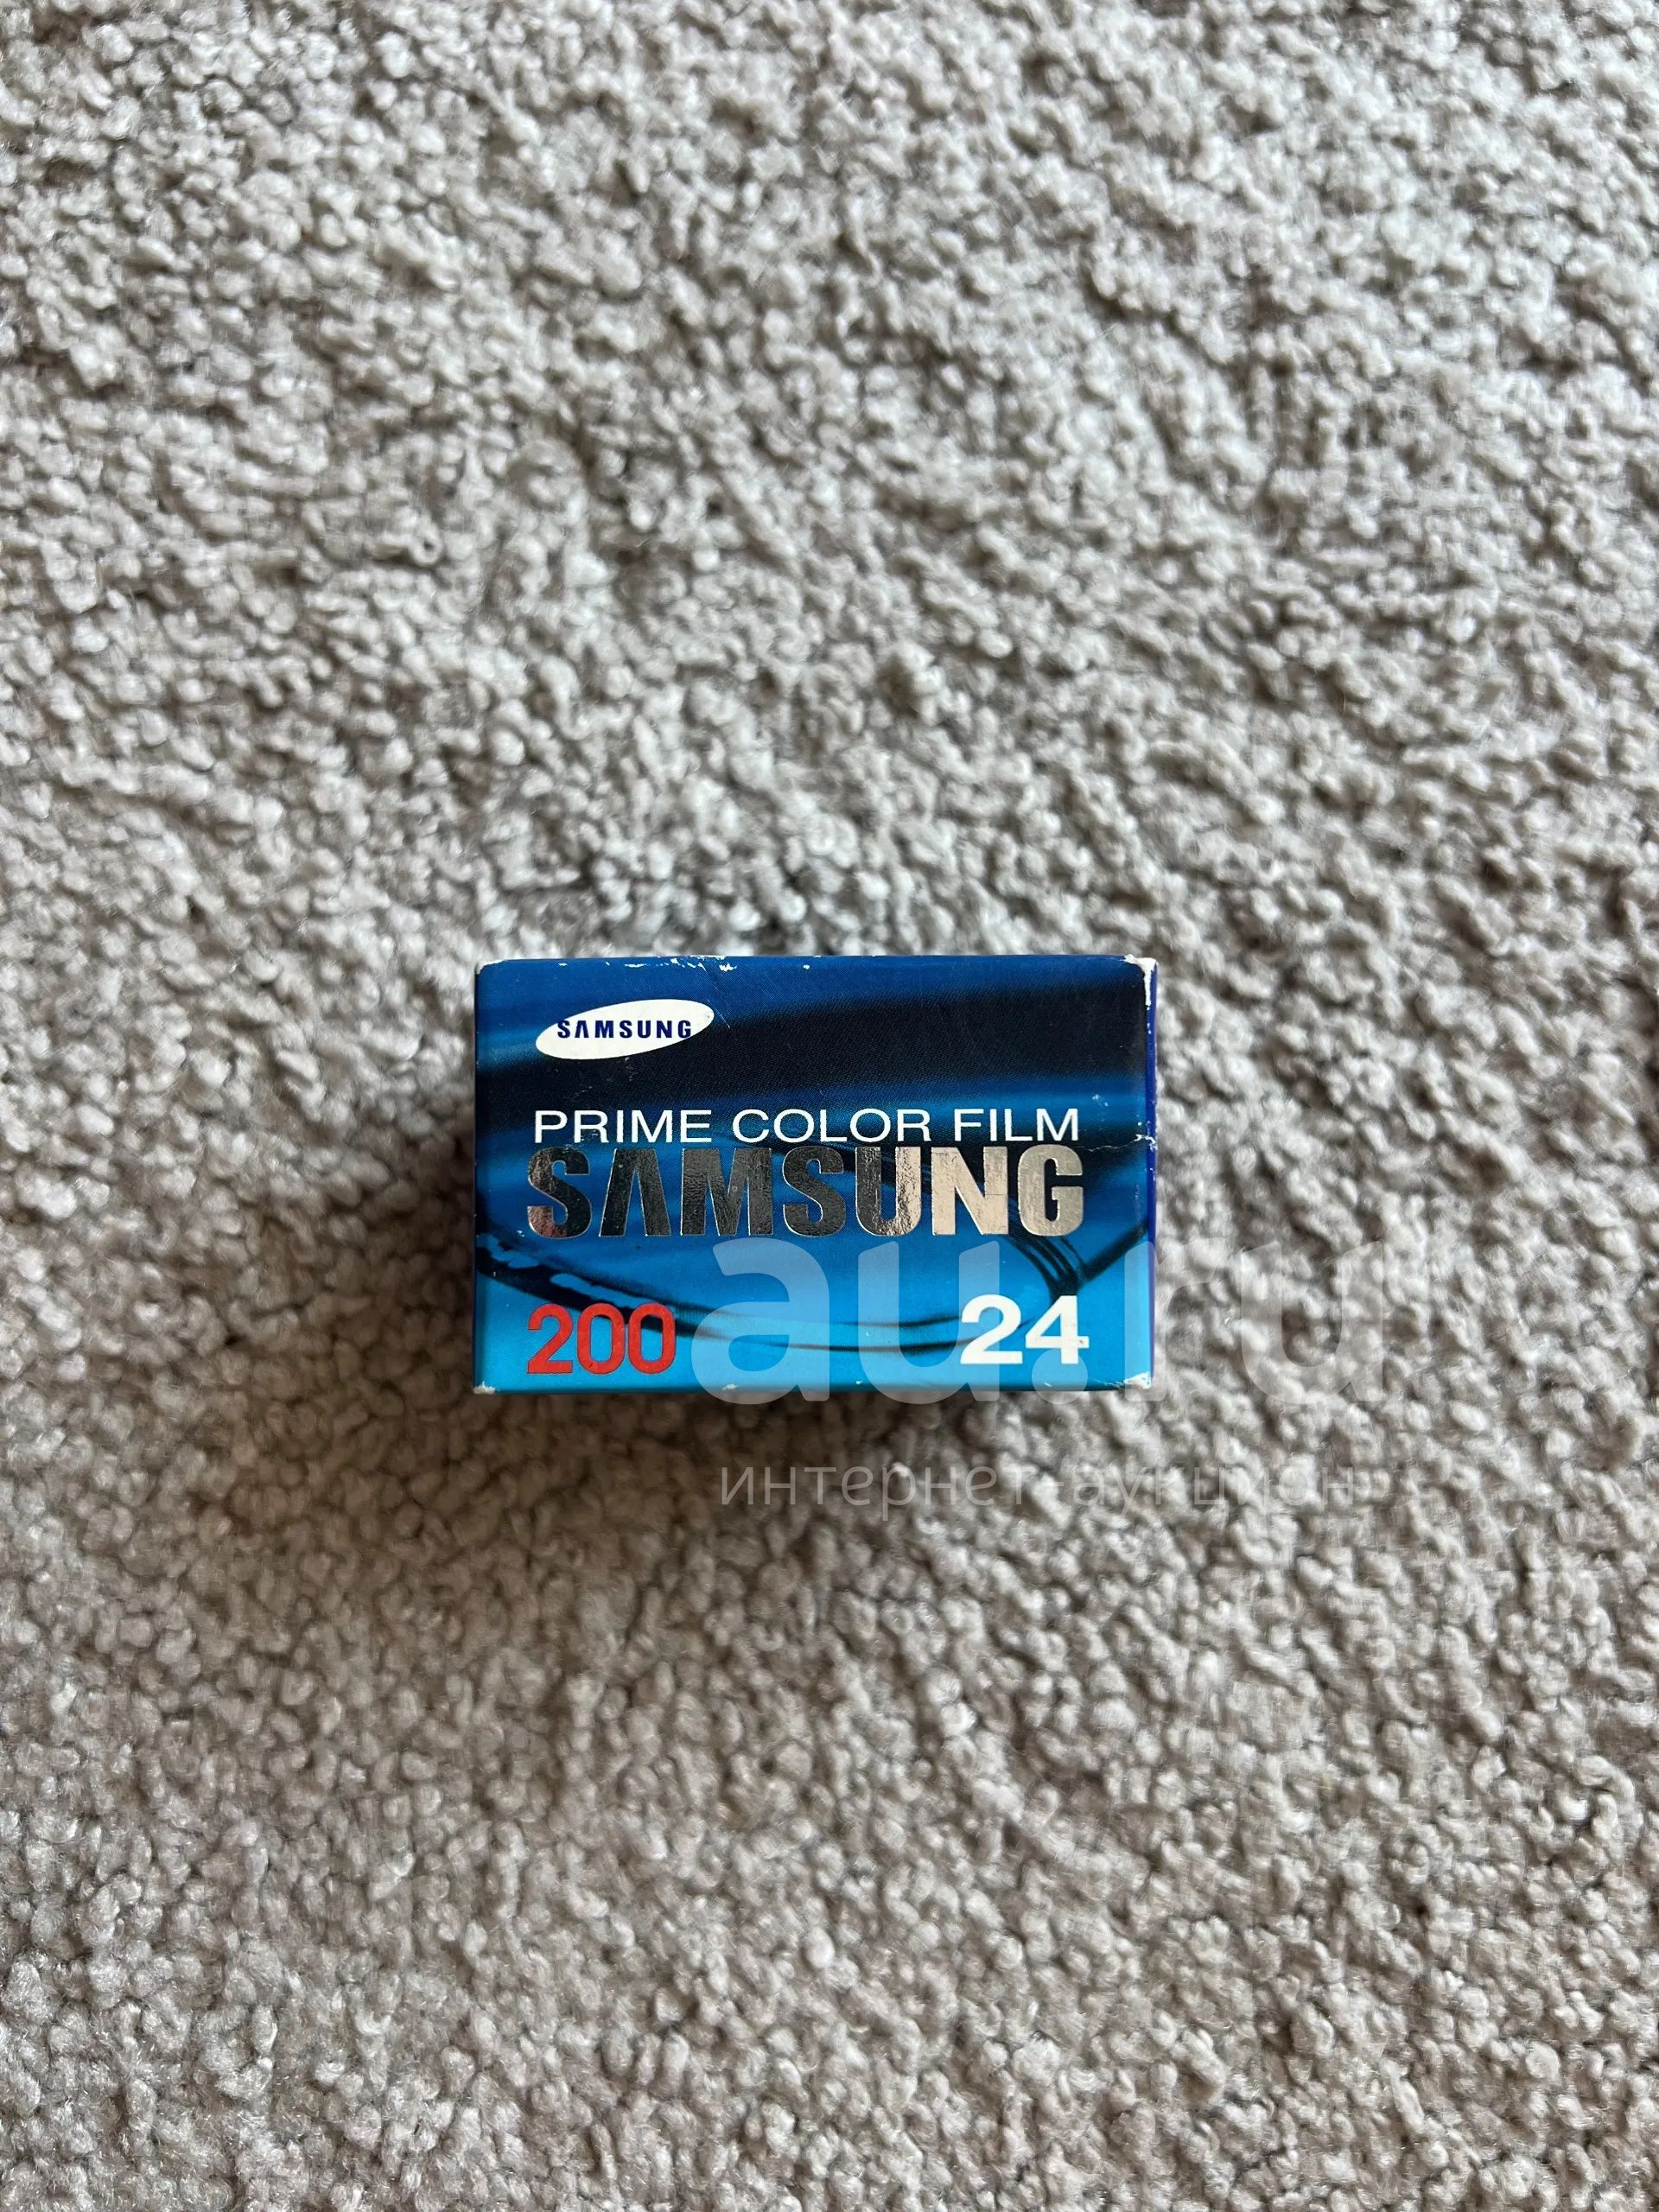 SAMSUNG
PRIME COLOR FILM
SAMSUNG
200 24
au.ru
интернет-аукцион